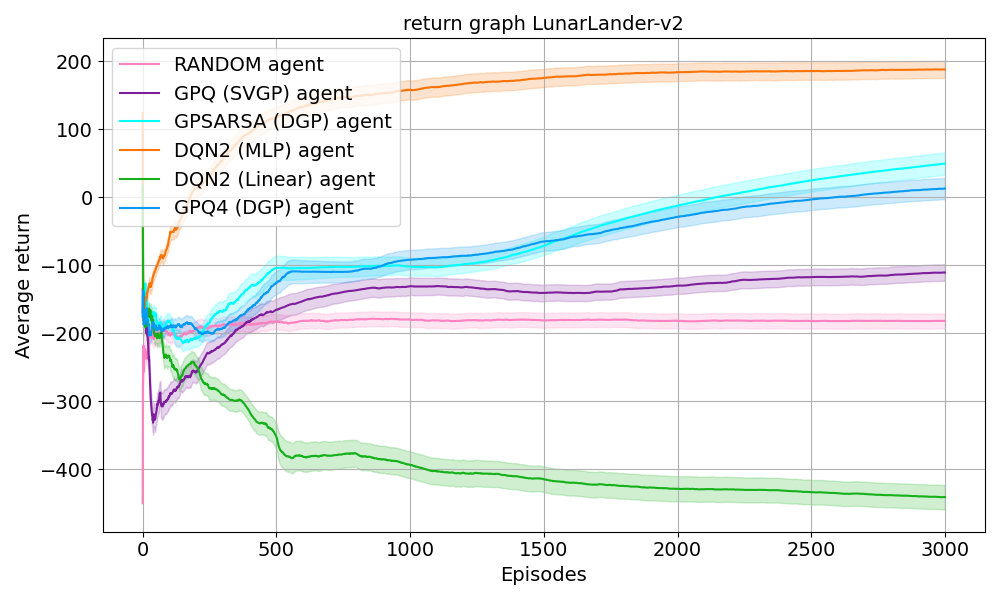 return graph LunarLander-v2
RANDOM agent
GPQ (SVGP) agent
GPSARSA (DGP) agent
DQN2 (MLP) agent
DQN2 (Linear) agent
GPQ4 (DGP) agent
Average return
200
100
0
−100
−200
−300
−400
0 500 1000 1500 2000 2500 3000
Episodes